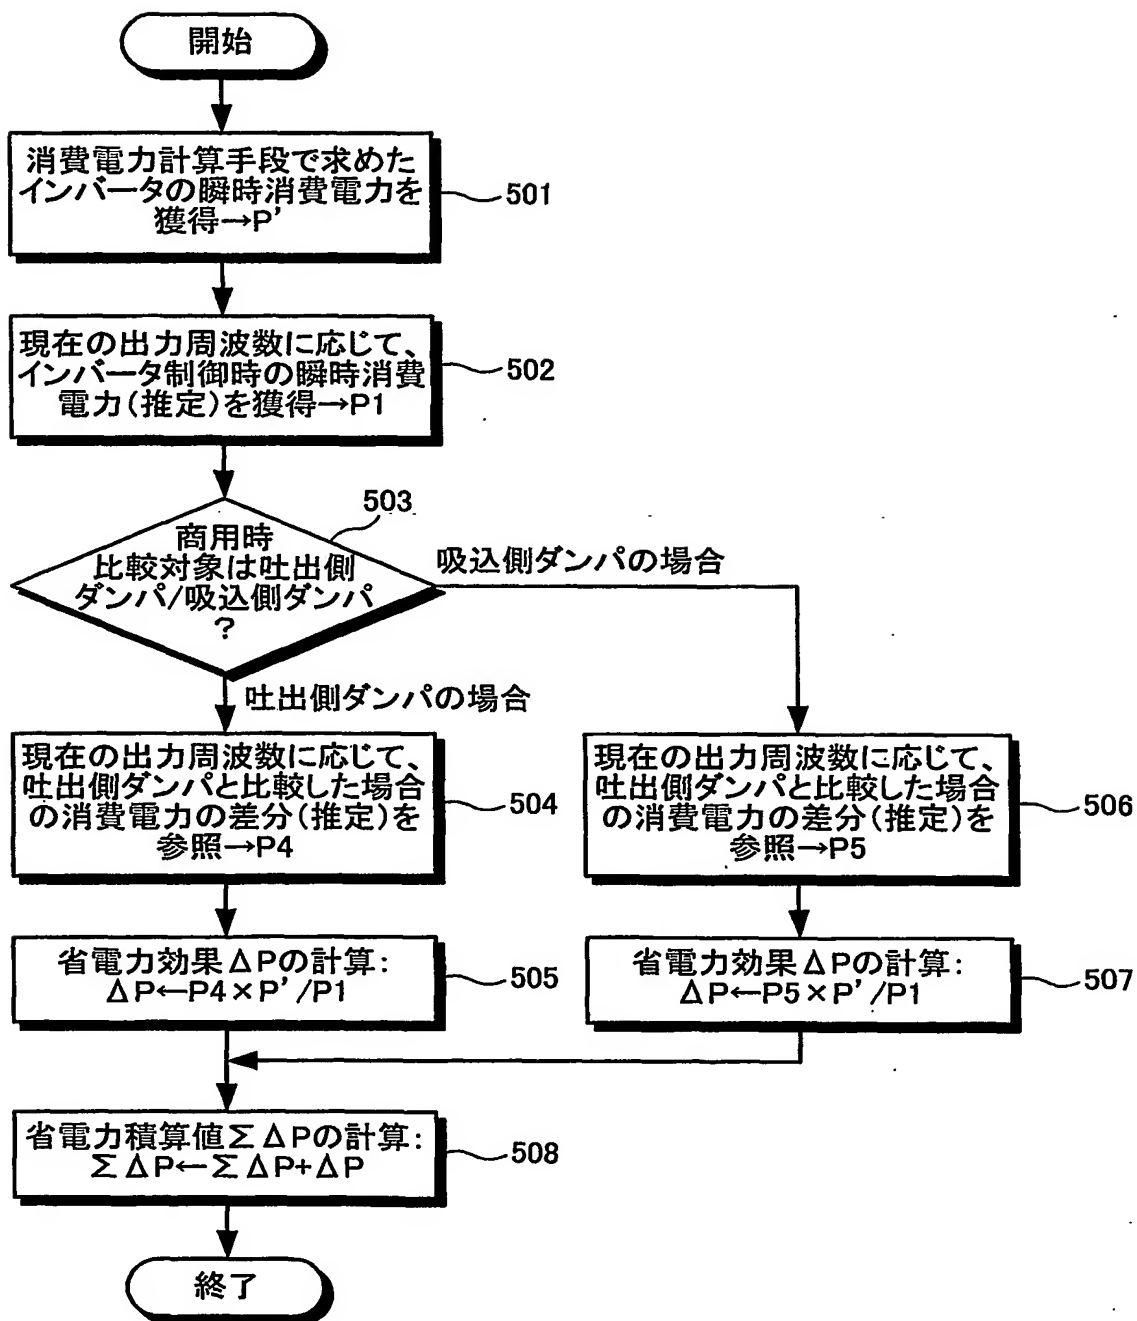 開始
消費電力計算手段で求めた
インバータの瞬時消費電力を
獲得→P'
501
現在の出力周波数に応じて、
インバータ制御時の瞬時消費
電力(推定)を獲得→P1
502
503
商用時
比較対象は吐出側
ダンパ/吸込側ダンパ
?
吸込側ダンパの場合
吐出側ダンパの場合
現在の出力周波数に応じて、
吐出側ダンパと比較した場合
の消費電力の差分(推定)を
参照→P4
504
現在の出力周波数に応じて、
吐出側ダンパと比較した場合
の消費電力の差分(推定)を
参照→P5
506
省電力効果ΔPの計算:
ΔP←P4×P'/P1
505
省電力効果ΔPの計算:
ΔP←P5×P'/P1
507
省電力積算値ΣΔPの計算:
ΣΔP←ΣΔP+ΔP
508
終了